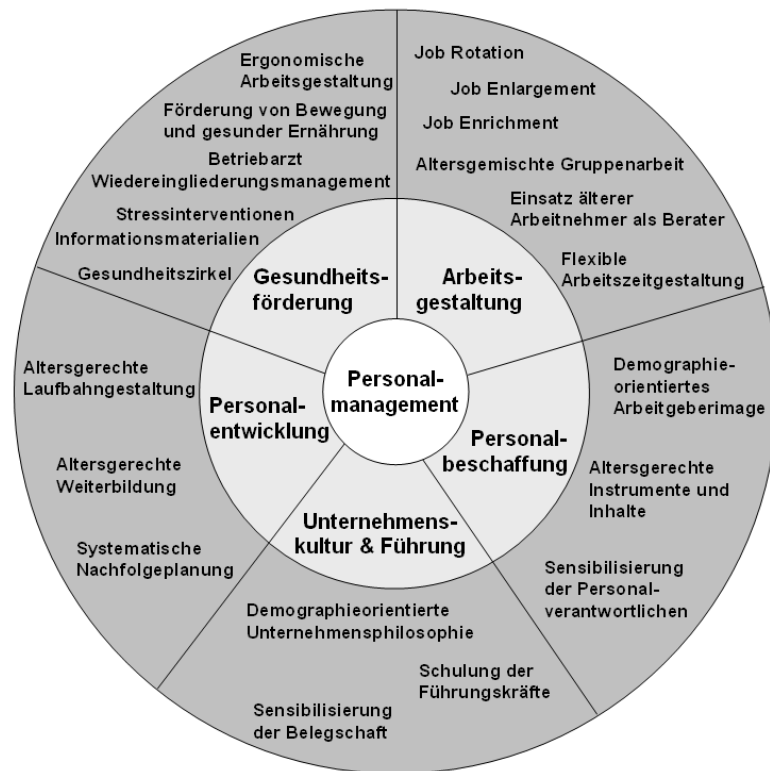 Ergonomische
Arbeitsgestaltung
Förderung von Bewegung
und gesunder Ernährung
Betriebarzt
Wiedereingliederungsmanagement
Stressinterventionen
Informationsmaterialien
Gesundheitszirkel
Job Rotation
Job Enlargement
Job Enrichment
Altersgemischte Gruppenarbeit
Einsatz älterer
Arbeitnehmer als Berater
Flexible
Arbeitszeitgestaltung
Gesundheits-
förderung
Arbeits-
gestaltung
Personal-
management
Personal-
entwicklung
Personal-
beschaffung
Unternehmens-
kultur & Führung
Altersgerechte
Laufbahngestaltung
Altersgerechte
Weiterbildung
Systematische
Nachfolgeplanung
Demographie-
orientiertes
Arbeitgeberimage
Altersgerechte
Instrumente und
Inhalte
Sensibilisierung
der Personal-
verantwortlichen
Demographieorientierte
Unternehmensphilosophie
Schulung der
Führungskräfte
Sensibilisierung
der Belegschaft